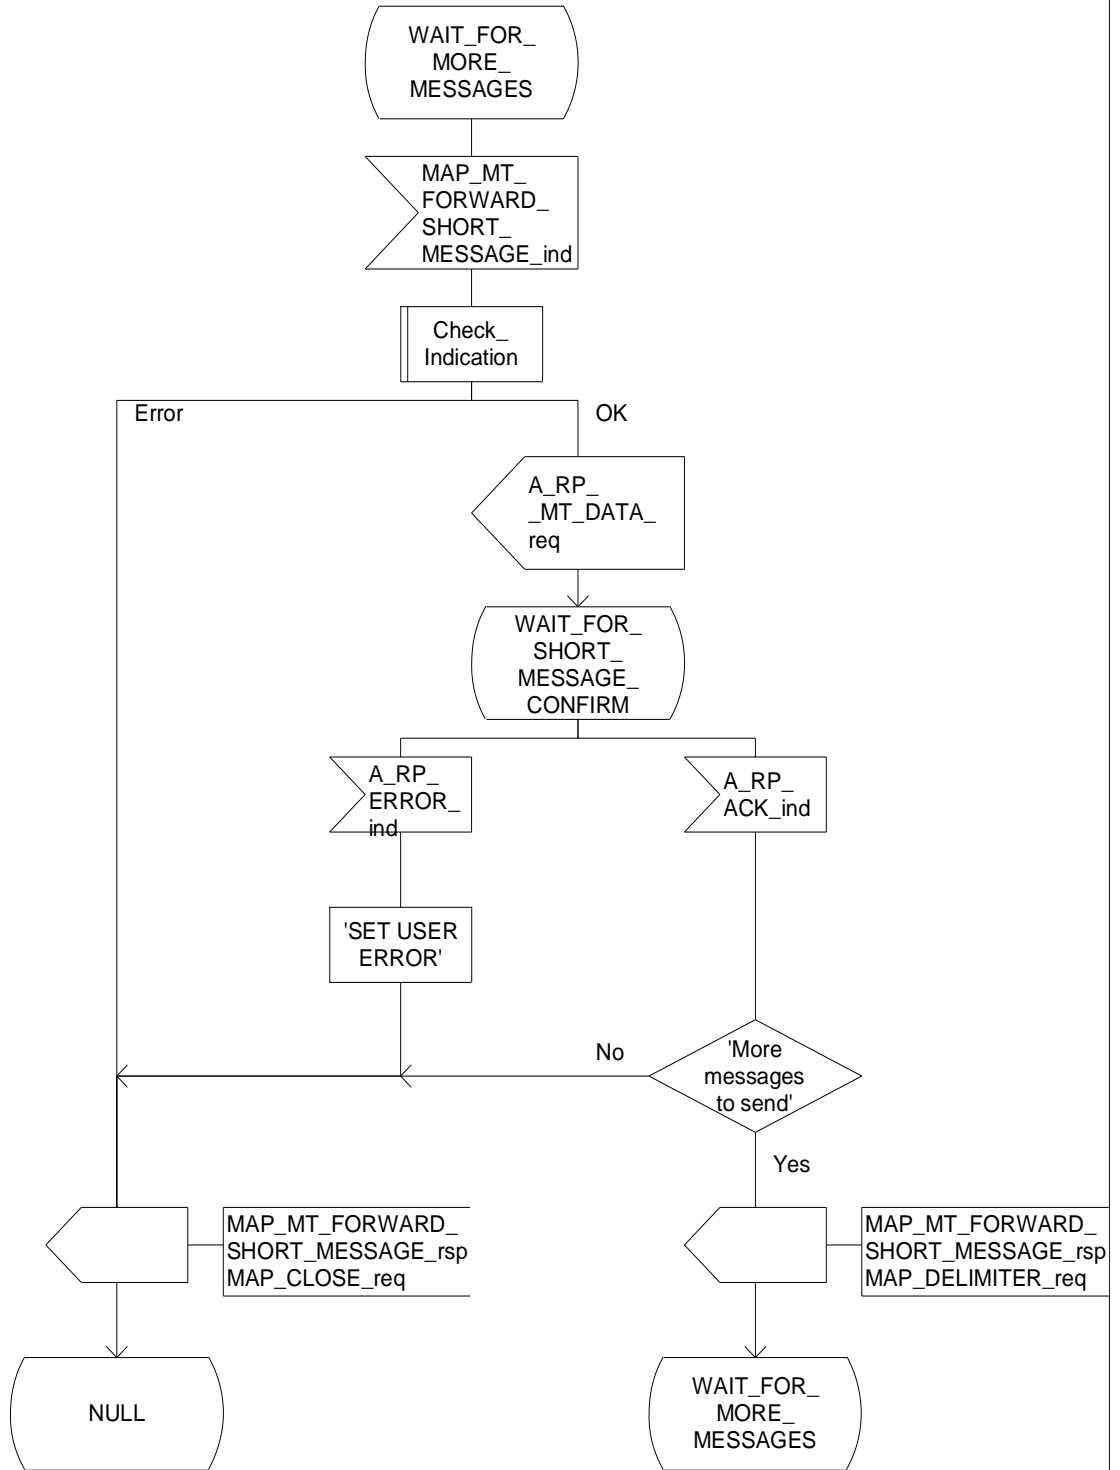 WAIT_FOR_
MORE_
MESSAGES
MAP_MT_
FORWARD_
SHORT_
MESSAGE_ind
Check_
Indication
Error
OK
A_RP_
_MT_DATA_
req
WAIT_FOR_
SHORT_
MESSAGE_
CONFIRM
A_RP_
ERROR_
ind
A_RP_
ACK_ind
'SET USER
ERROR'
No
'More
messages
to send'
Yes
MAP_MT_FORWARD_
SHORT_MESSAGE_rsp
MAP_CLOSE_req
MAP_MT_FORWARD_
SHORT_MESSAGE_rsp
MAP_DELIMITER_req
NULL
WAIT_FOR_
MORE_
MESSAGES